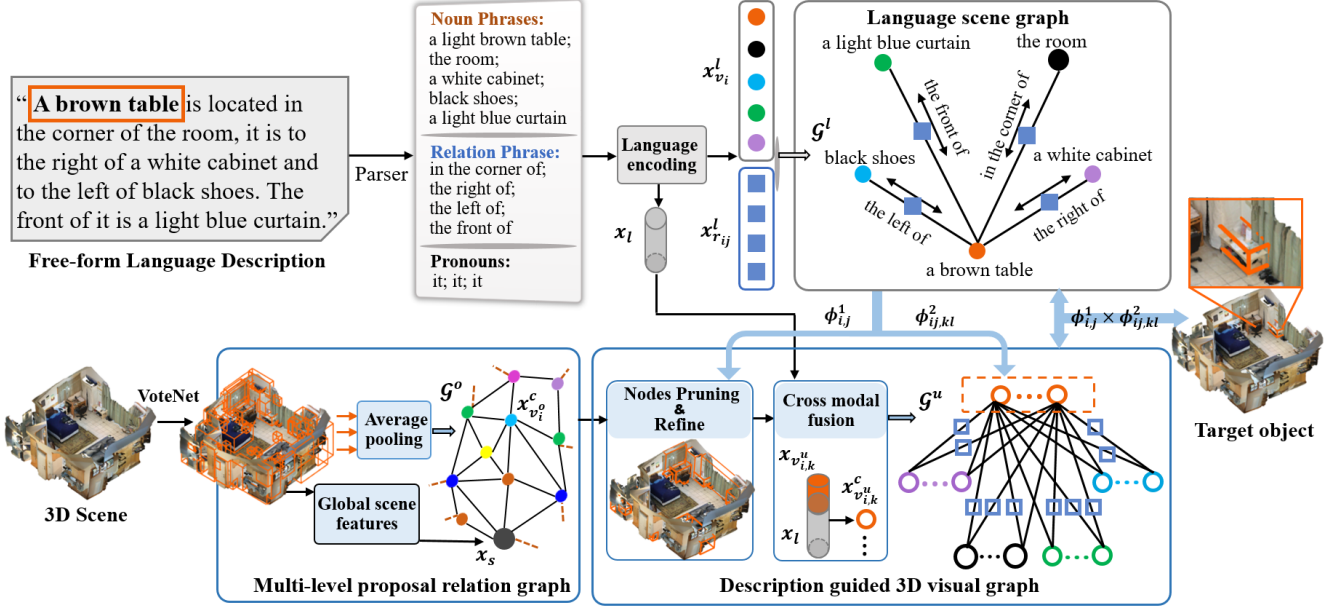 “ A brown table is located in
the corner of the room, it is to
the right of a white cabinet and
to the left of black shoes. The
front of it is a light blue curtain.”
Free-form Language Description
Parser
Noun Phrases:
a light brown table;
the room;
a white cabinet;
black shoes;
a light blue curtain
Relation Phrase:
in the corner of;
the right of;
the left of;
the front of
Pronouns:
it; it; it
Language
encoding
x_l
x^l_{v_i}
x^l_{r_{ij}}
G^l
Language scene graph
a light blue curtain
the room
the front of
in the corner of
black shoes
a white cabinet
the left of
the right of
a brown table
ϕ^1_{i,j}
ϕ^2_{ij,kl}
ϕ^1_{i,j} × ϕ^2_{ij,kl}
Target object
3D Scene
VoteNet
Average
pooling
Global scene
features
G^o
x^c_{v^o_i}
x_s
Multi-level proposal relation graph
Nodes Pruning
&
Refine
Cross modal
fusion
x_{v^u_{i,k}}
x^c_{v^u_{i,k}}
x_l
G^u
Description guided 3D visual graph